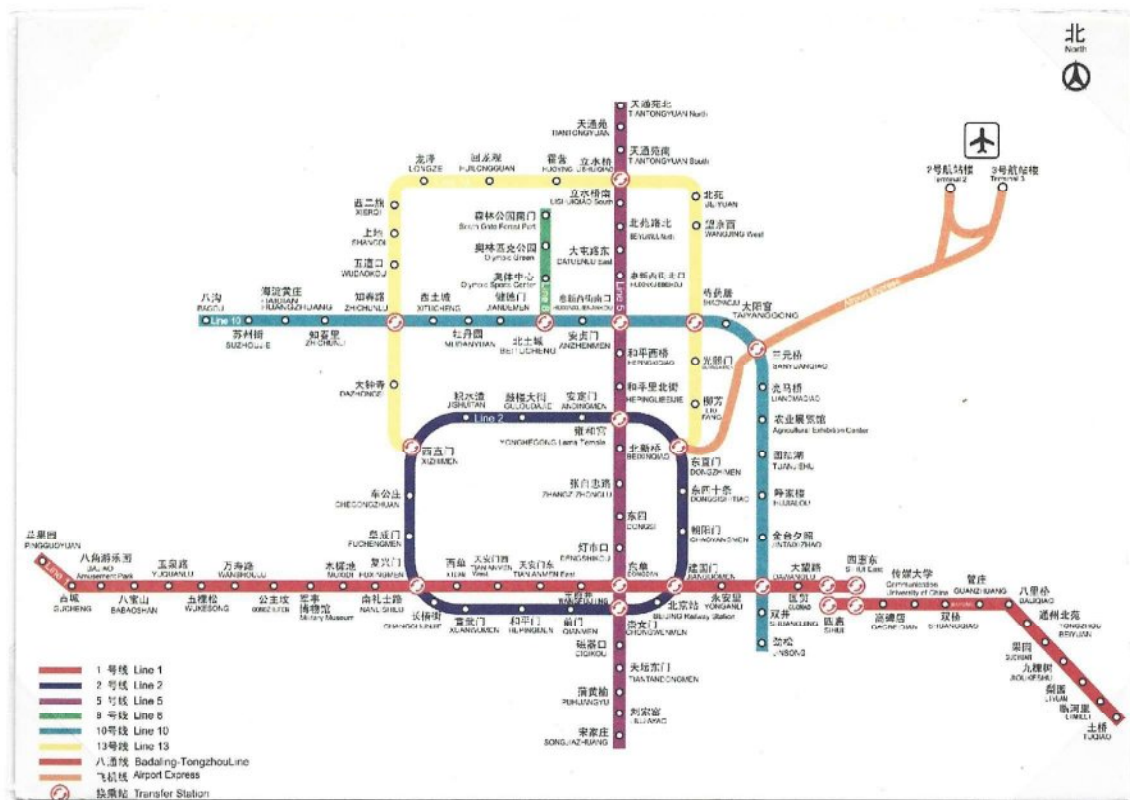 北
North
天通苑北
TIANTONGYUAN North
天通苑
TIANTONGYUAN
天通苑南
TIANTONGYUAN South
龙泽
LONGZE
回龙观
HUILONGGUAN
霍营
HUOYING
立水桥
LISHUIQIAO
2号航站楼
Terminal 2
3号航站楼
Terminal 3
西二旗
XIERQI
立水桥南
LISHUIQIAO South
北苑
BEIYUAN
森林公园南门
South Gate Forest Park
上地
SHANGDI
北苑路北
BEIYUANLU North
望京西
WANGJING West
奥林匹克公园
Olympic Green
大屯路东
DATUNLU East
五道口
WUDAOKOU
奥体中心
Olympic Sports Center
惠新西街北口
Line 5
Airport Express
八沟
BAGOU
海淀黄庄
HAIDIAN
HUANGZHUANG
知春路
ZHICHUNLU
西土城
XITUCHENG
健德门
JIANDEMEN
惠新西街南口
芍药居
SHAOYAOJU
太阳宫
TAIYANGGONG
Line 10
苏州街
SUZHOUJIE
知春里
ZHICHUNLI
牡丹园
MUDANYUAN
北土城
BEITUCHENG
安贞门
ANZHENMEN
三元桥
SANYUANQIAO
和平西桥
HEPINGXIQIAO
光熙门
大钟寺
DAZHONGSI
和平里北街
HEPINGLIBEIJIE
亮马桥
LIANGMAQIAO
柳芳
LIU
FANG
积水潭
JISHUITAN
鼓楼大街
GULOUDAJIE
安定门
ANDINGMEN
Line 2
农业展览馆
Agricultural Exhibition Center
雍和宫
YONGHEGONG Lama Temple
西直门
XIZHIMEN
北新桥
BEIXINQIAO
东直门
DONGZHIMEN
团结湖
TUANJIEHU
张自忠路
ZHANGZIZHONGLU
东四十条
DONGSISHITIAO
车公庄
CHEGONGZHUAN
呼家楼
HUJIALOU
东四
DONGSI
阜成门
FUCHENGMEN
朝阳门
CHAOYANGMEN
金台夕照
JINTAIXIZHAO
灯市口
DENGSHIKOU
苹果园
PINGGUOYUAN
八角游乐园
BAJIAO
Amusement Park
玉泉路
YUQUANLU
万寿路
WANSHOULU
木樨地
MUXIDI
复兴门
FUXINGMEN
西单
XIDAN
天安门西
TIANANMEN
West
天安门东
TIANANMEN East
东单
DONGDAN
建国门
JIANGUOMEN
大望路
DAWANGLU
四惠东
SIHUI East
传媒大学
Communication
University of China
管庄
GUANZHUANG
八里桥
BALIQIAO
Line 1
古城
GUCHENG
八宝山
BABAOSHAN
五棵松
WUKESONG
公主坟
GONGZHUFEN
军事
博物馆
Military Museum
南礼士路
NANLISHILU
长椿街
CHANGCHUNJIE
宣武门
XUANWUMEN
和平门
HEPINGMEN
前门
QIANMEN
王府井
WANGFUJING
崇文门
CHONGWENMEN
北京站
BEIJING Railway Station
永安里
YONGANLI
国贸
GUOMAO
双井
SHUANGJING
四惠
SIHUI
高碑店
GAOBEIDIAN
双桥
SHUANGQIAO
通州北苑
TONGZHOU
BEIYUAN
劲松
JINSONG
磁器口
CIQIKOU
果园
GUOYUAN
天坛东门
TIANTANDONGMEN
九棵树
JIOUKESHU
蒲黄榆
PUHUANGYU
梨园
LIYUAN
刘家窑
LIUJIAYAO
临河里
LINHELI
宋家庄
SONGJIAZHUANG
土桥
TUQIAO
1 号线 Line 1
2 号线 Line 2
5 号线 Line 5
8 号线 Line 8
10号线 Line 10
13号线 Line 13
八通线 Badaling-TongzhouLine
飞机线 Airport Express
换乘站 Transfer Station